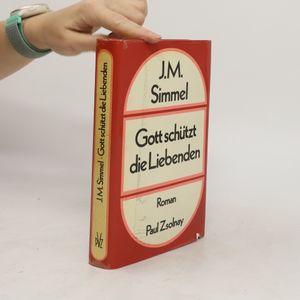 J.M.
Simmel
Gott schützt
die Liebenden
Roman
Paul Zsolnay
J.M. Simmel · Gott schützt die Liebenden